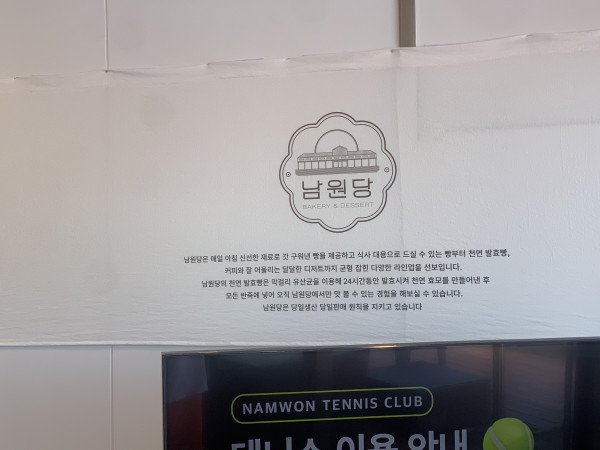 남원당
BAKERY & DESSERT
남원당은 매일 아침 신선한 재료로 갓 구워낸 빵을 제공하고 식사 대용으로 드실 수 있는 빵부터 천연 발효빵,
커피와 잘 어울리는 달달한 디저트까지 균형 잡힌 다양한 라인업을 선보입니다.
남원당의 천연 발효빵은 막걸리 유산균을 이용해 24시간동안 발효시켜 천연 효모를 만들어낸 후
모든 반죽에 넣어 오직 남원당에서만 맛 볼 수 있는 경험을 해보실 수 있습니다.
남원당은 당일생산 당일판매 원칙을 지키고 있습니다
NAMWON TENNIS CLUB
테니스 이용 안내